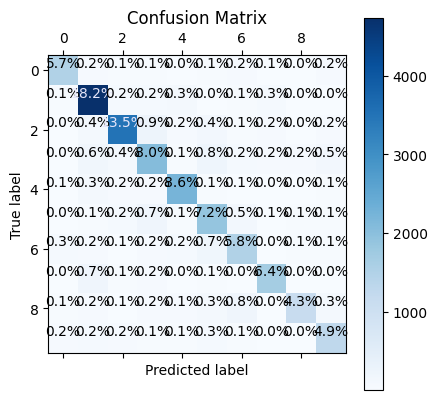 Confusion Matrix
0 2 4 6 8
0 5.7% 0.2% 0.1% 0.1% 0.0% 0.1% 0.2% 0.1% 0.0% 0.2%
0.1% 8.2% 0.2% 0.2% 0.3% 0.0% 0.1% 0.3% 0.0% 0.0%
2 0.0% 0.4% 3.5% 0.9% 0.2% 0.4% 0.1% 0.2% 0.0% 0.1%
0.0% 0.6% 0.4% 8.0% 0.1% 0.8% 0.2% 0.2% 0.2% 0.5%
4 0.1% 0.3% 0.2% 0.2% 8.6% 0.1% 0.1% 0.0% 0.0% 0.1%
0.0% 0.1% 0.2% 0.7% 0.1% 7.2% 0.5% 0.1% 0.1% 0.1%
6 0.3% 0.2% 0.1% 0.2% 0.2% 0.7% 5.8% 0.0% 0.1% 0.1%
0.0% 0.7% 0.1% 0.2% 0.0% 0.1% 0.0% 6.4% 0.0% 0.0%
8 0.1% 0.2% 0.1% 0.2% 0.1% 0.3% 0.8% 0.0% 4.3% 0.3%
0.2% 0.2% 0.2% 0.1% 0.1% 0.3% 0.1% 0.0% 0.0% 4.9%
True label
Predicted label
4000
3000
2000
1000